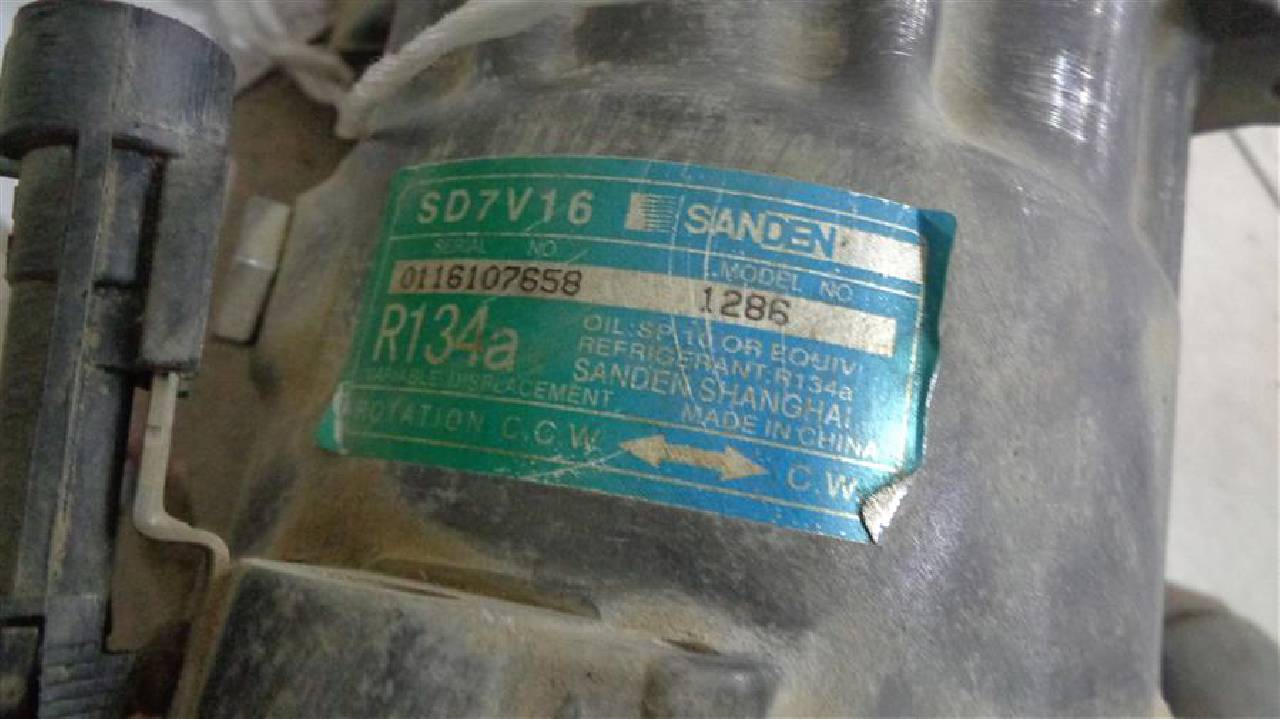 SD7V16 SANDEN
SERIAL NO. MODEL NO.
0116107658 1286
R134a
OIL:SP-10 OR EQUIV.
REFRIGERANT:R134a
VARIABLE DISPLACEMENT
SANDEN SHANGHAI
MADE IN CHINA
ROTATION C.C.W. C.W.